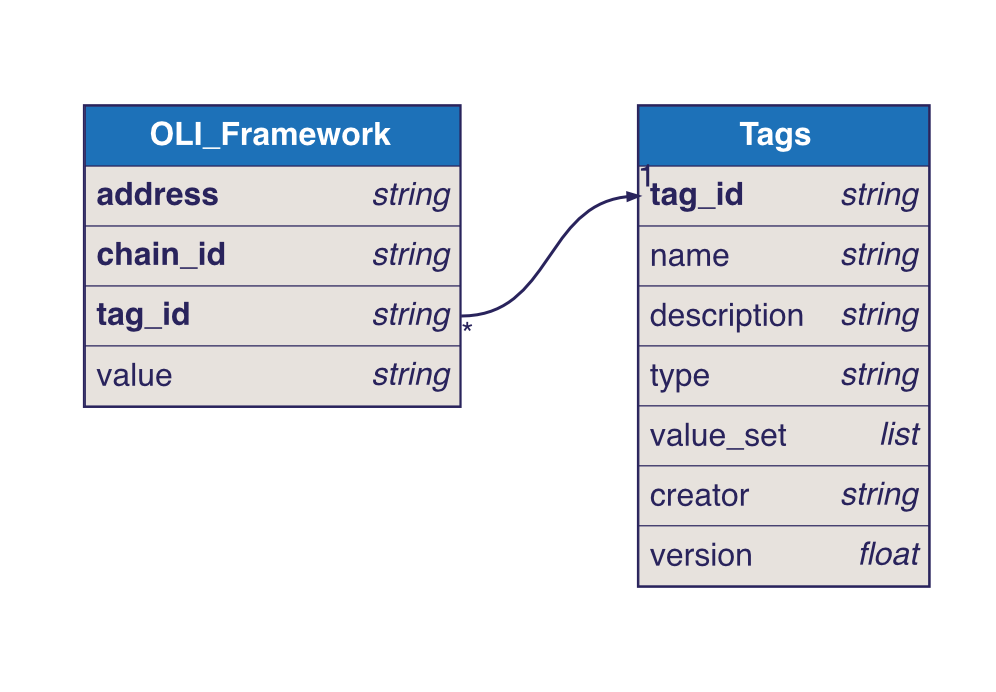 OLI_Framework
address string
chain_id string
tag_id string
*
value string
Tags
1
tag_id string
name string
description string
type string
value_set list
creator string
version float